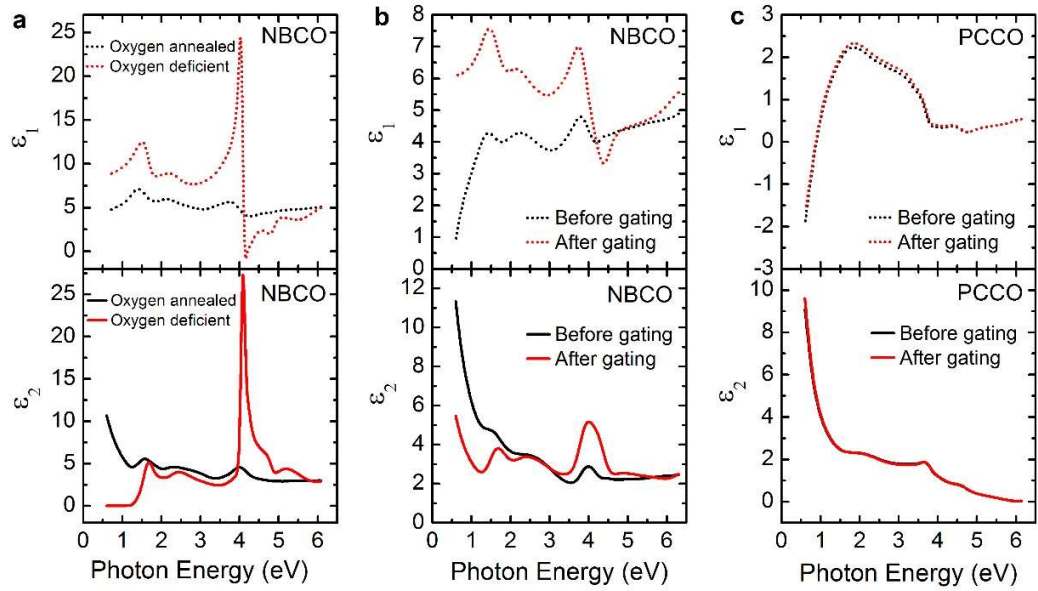 a
NBCO
Oxygen annealed
Oxygen deficient
ε1
25
20
15
10
5
0
NBCO
Oxygen annealed
Oxygen deficient
ε2
25
20
15
10
5
0
0 1 2 3 4 5 6
Photon Energy (eV)
b
NBCO
ε1
8
7
6
5
4
3
2
1
0
Before gating
After gating
NBCO
Before gating
After gating
ε2
12
10
8
6
4
2
0
0 1 2 3 4 5 6
Photon Energy (eV)
c
PCCO
ε1
3
2
1
0
-1
-2
-3
Before gating
After gating
PCCO
Before gating
After gating
ε2
10
8
6
4
2
0
0 1 2 3 4 5 6
Photon Energy (eV)